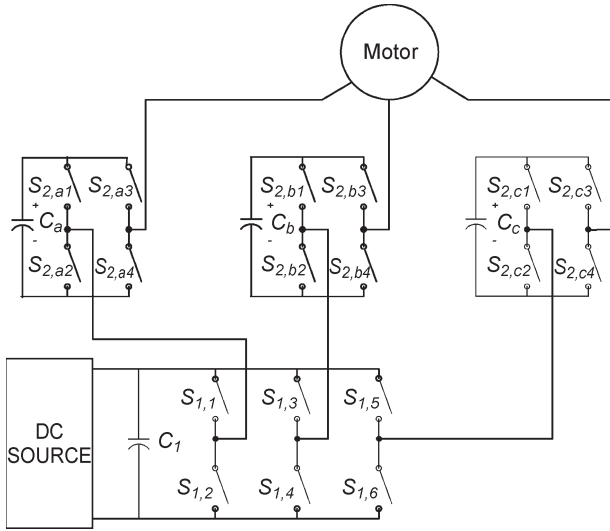 Motor
S2,a1 S2,a3 S2,b1 S2,b3 S2,c1 S2,c3
+ Ca + Cb + Cc
- - -
S2,a2 S2,a4 S2,b2 S2,b4 S2,c2 S2,c4
S1,1 S1,3 S1,5
DC
SOURCE
C1
S1,2 S1,4 S1,6